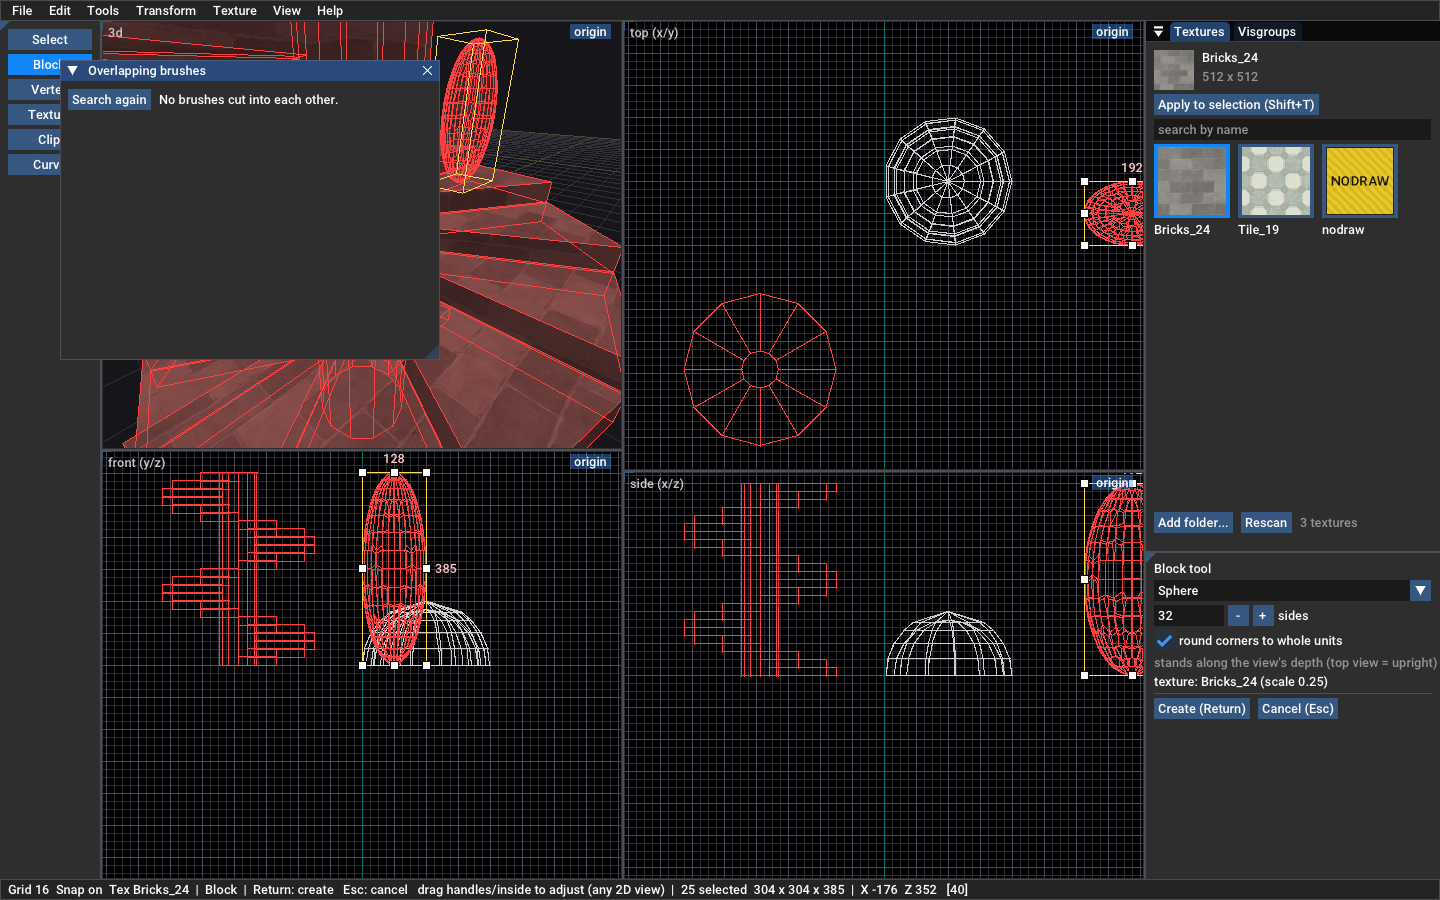 File Edit Tools Transform Texture View Help
Select
Block
Overlapping brushes
Search again No brushes cut into each other.
Verte
Textu
Clip
Curv
3d
origin
top (x/y)
origin
192
front (y/z)
origin
128
385
side (x/z)
origin
Textures Visgroups
Bricks_24
512 x 512
Apply to selection (Shift+T)
search by name
NODRAW
Bricks_24 Tile_19 nodraw
Add folder... Rescan 3 textures
Block tool
Sphere
32 - + sides
round corners to whole units
stands along the view's depth (top view = upright)
texture: Bricks_24 (scale 0.25)
Create (Return) Cancel (Esc)
Grid 16 Snap on Tex Bricks_24 | Block | Return: create Esc: cancel drag handles/inside to adjust (any 2D view) | 25 selected 304 x 304 x 385 | X -176 Z 352 [40]